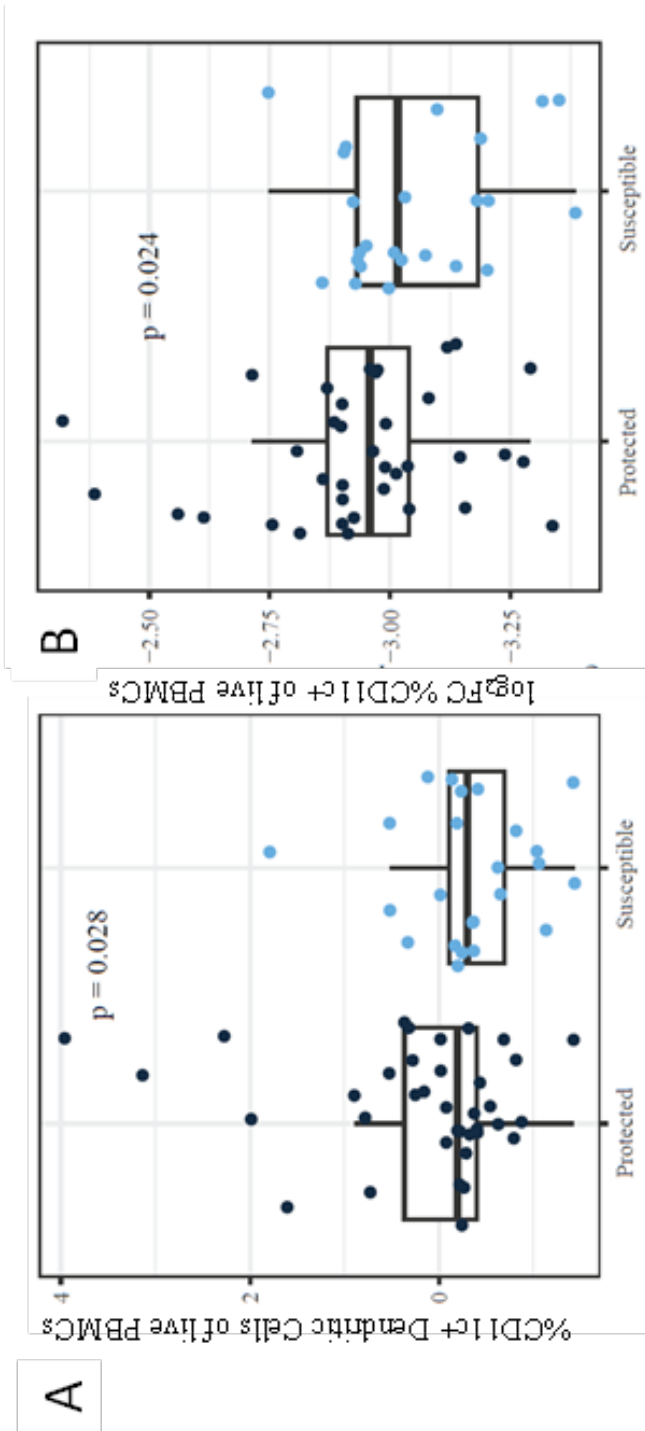 A
%CD11c+ Dendritic Cells of live PBMCs
4
2
0
p = 0.028
Protected
Susceptible
B
log2FC %CD11c+ of live PBMCs
−2.50
−2.75
−3.00
−3.25
p = 0.024
Protected
Susceptible